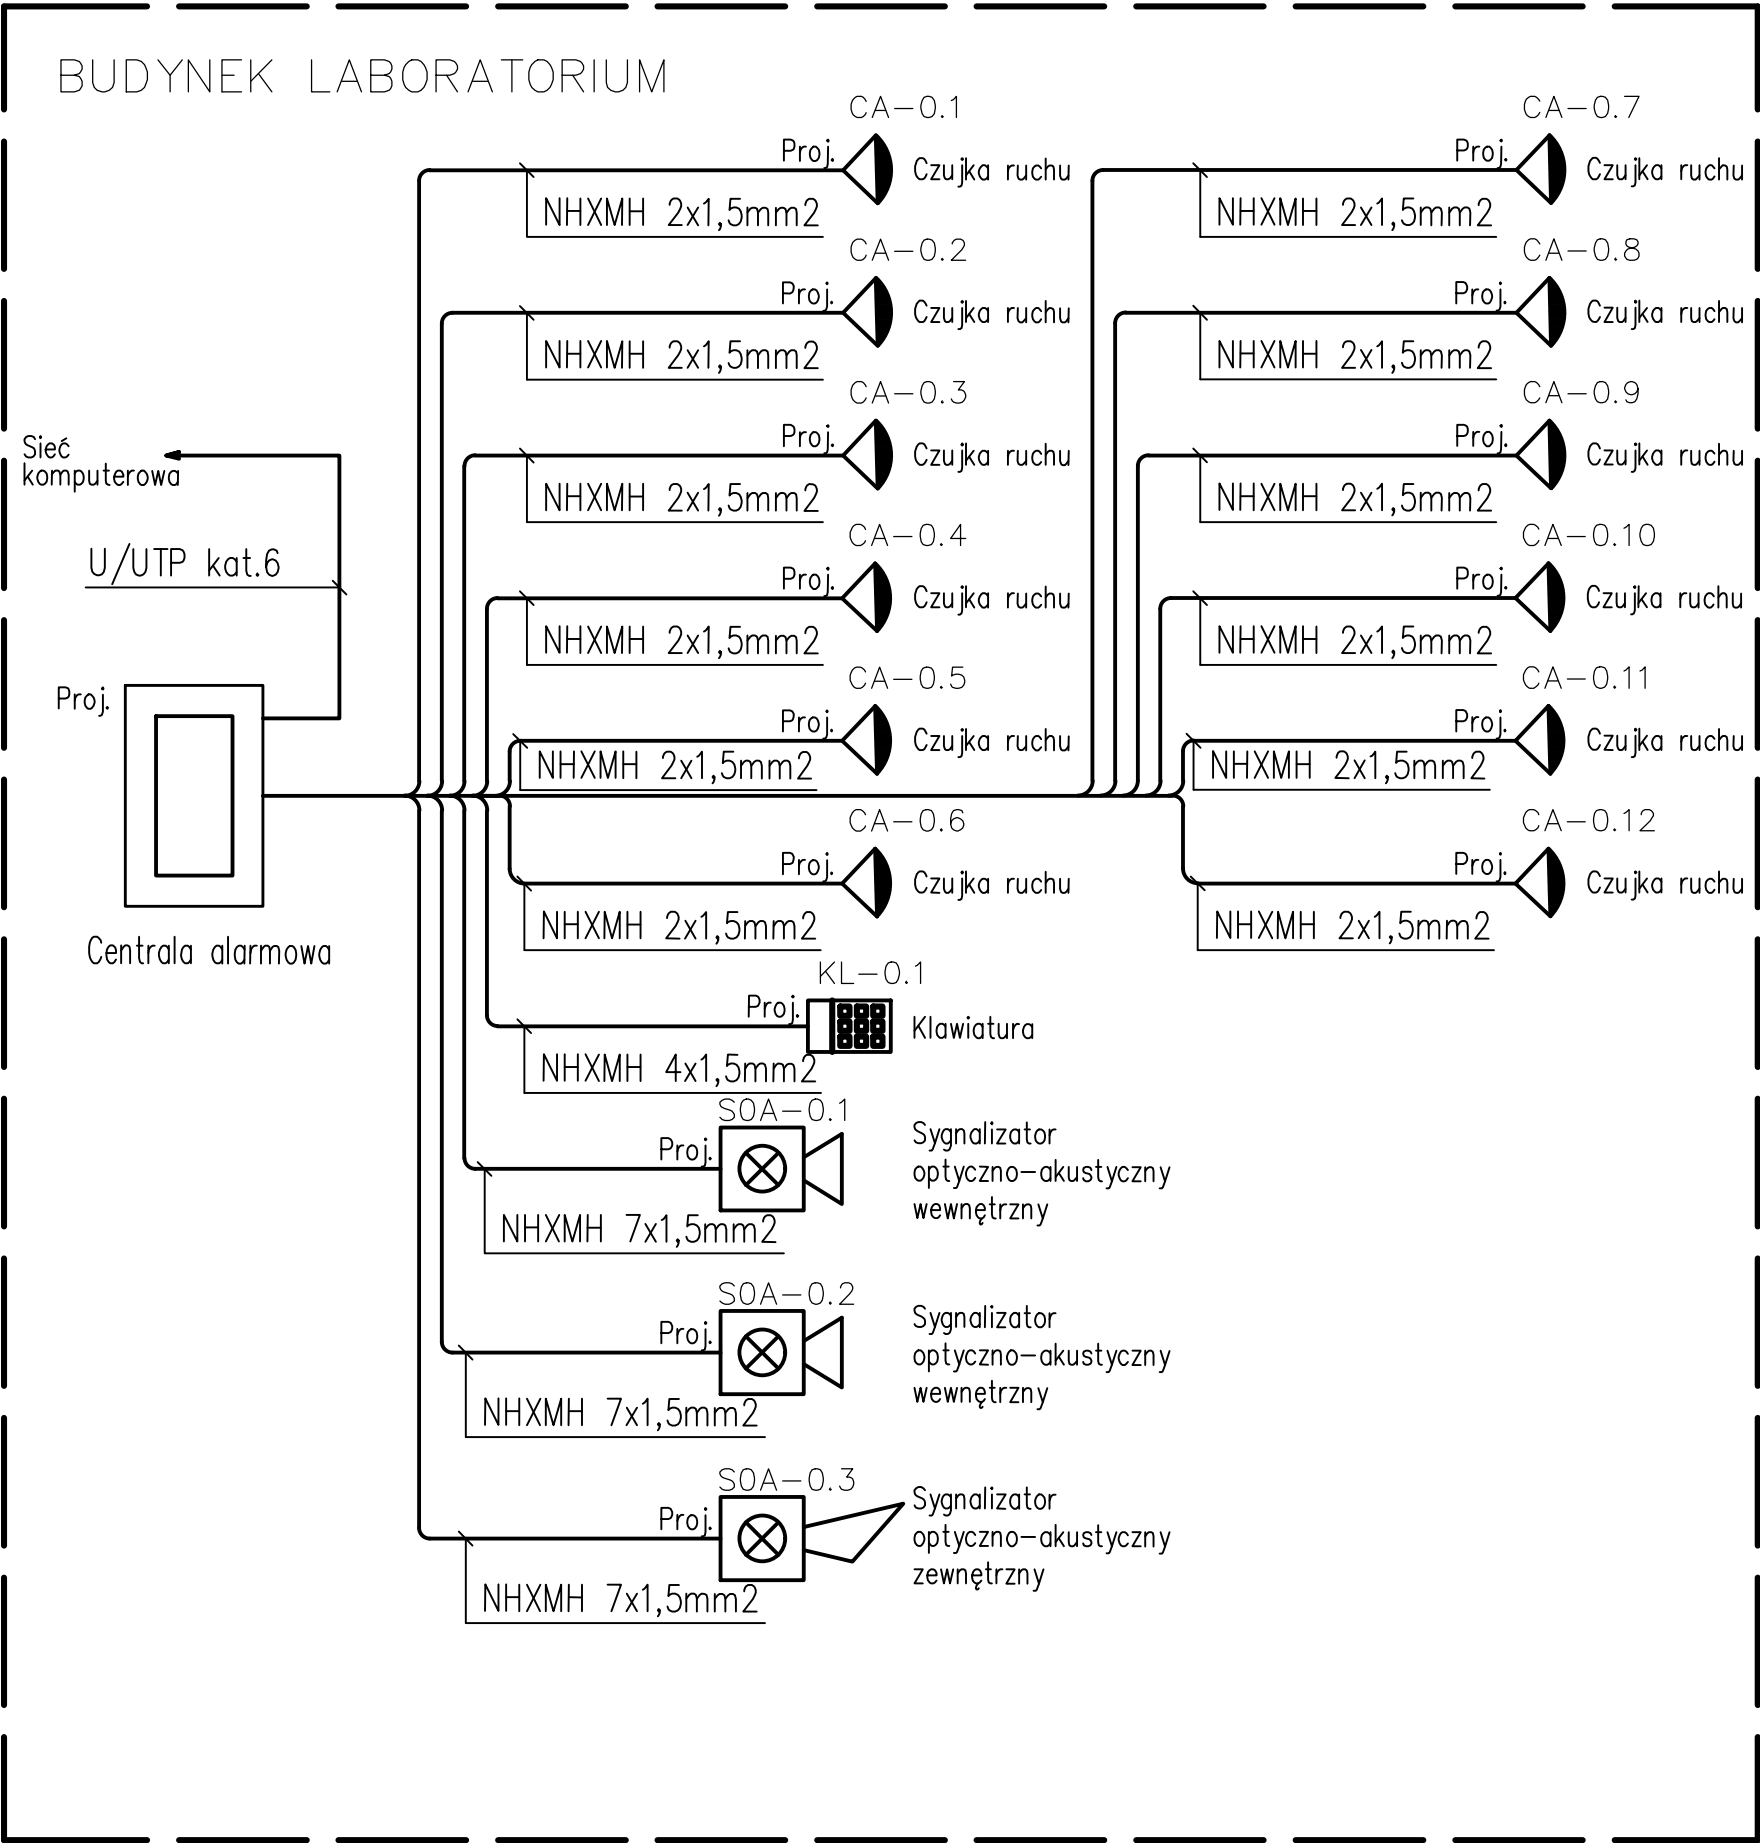 BUDYNEK LABORATORIUM
CA-0.1
Proj.
Czujka ruchu
NHXMH 2x1,5mm2
CA-0.7
Proj.
Czujka ruchu
NHXMH 2x1,5mm2
CA-0.2
Proj.
Czujka ruchu
NHXMH 2x1,5mm2
CA-0.8
Proj.
Czujka ruchu
NHXMH 2x1,5mm2
CA-0.3
Proj.
Czujka ruchu
NHXMH 2x1,5mm2
CA-0.9
Proj.
Czujka ruchu
NHXMH 2x1,5mm2
Sieć
komputerowa
U/UTP kat.6
CA-0.4
Proj.
Czujka ruchu
NHXMH 2x1,5mm2
CA-0.10
Proj.
Czujka ruchu
NHXMH 2x1,5mm2
Proj.
Centrala alarmowa
CA-0.5
Proj.
Czujka ruchu
NHXMH 2x1,5mm2
CA-0.11
Proj.
Czujka ruchu
NHXMH 2x1,5mm2
CA-0.6
Proj.
Czujka ruchu
NHXMH 2x1,5mm2
CA-0.12
Proj.
Czujka ruchu
NHXMH 2x1,5mm2
KL-0.1
Proj.
Klawiatura
NHXMH 4x1,5mm2
SOA-0.1
Proj.
Sygnalizator
optyczno-akustyczny
wewnętrzny
NHXMH 7x1,5mm2
SOA-0.2
Proj.
Sygnalizator
optyczno-akustyczny
wewnętrzny
NHXMH 7x1,5mm2
SOA-0.3
Proj.
Sygnalizator
optyczno-akustyczny
zewnętrzny
NHXMH 7x1,5mm2